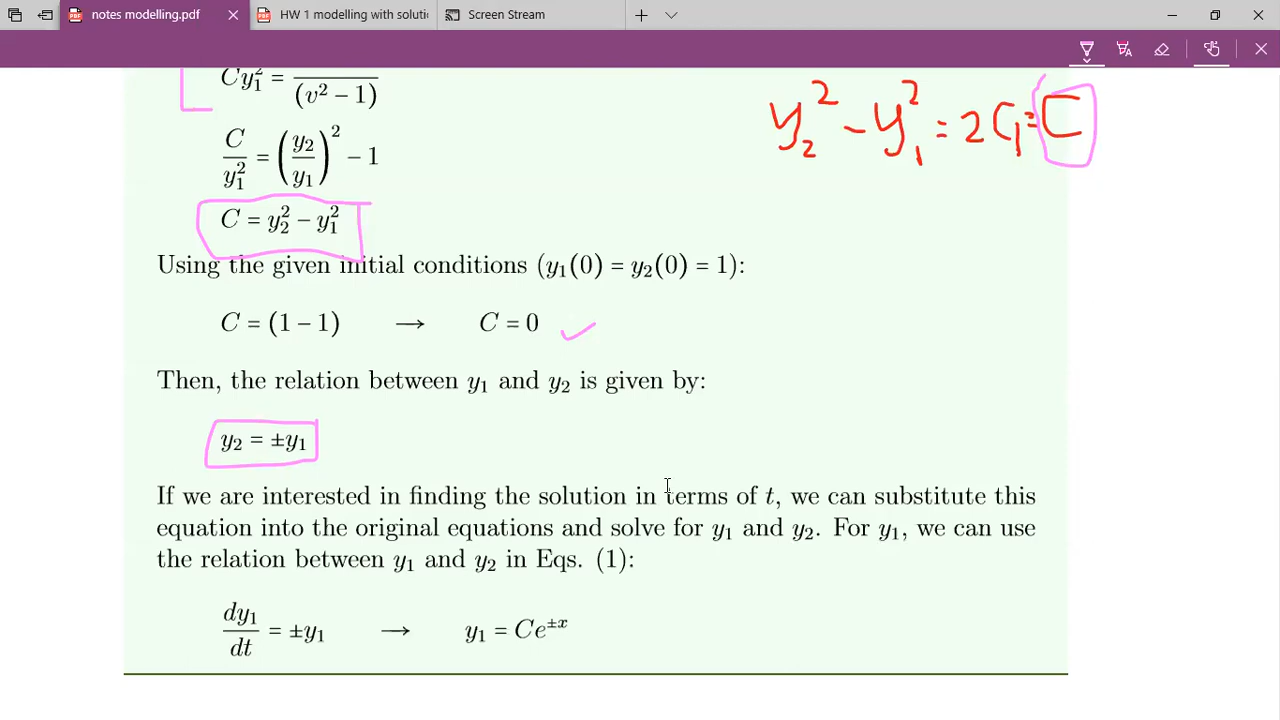 notes modelling.pdf
HW 1 modelling with soluti
Screen Stream
Cy₁² = 1/(v² − 1)
y₂² − y₁² = 2C₁ = C
C/y₁² = (y₂/y₁)² − 1
C = y₂² − y₁²
Using the given initial conditions (y₁(0) = y₂(0) = 1):
C = (1 − 1) → C = 0
Then, the relation between y₁ and y₂ is given by:
y₂ = ±y₁
If we are interested in finding the solution in terms of t, we can substitute this
equation into the original equations and solve for y₁ and y₂. For y₁, we can use
the relation between y₁ and y₂ in Eqs. (1):
dy₁/dt = ±y₁ → y₁ = Ce^{±x}